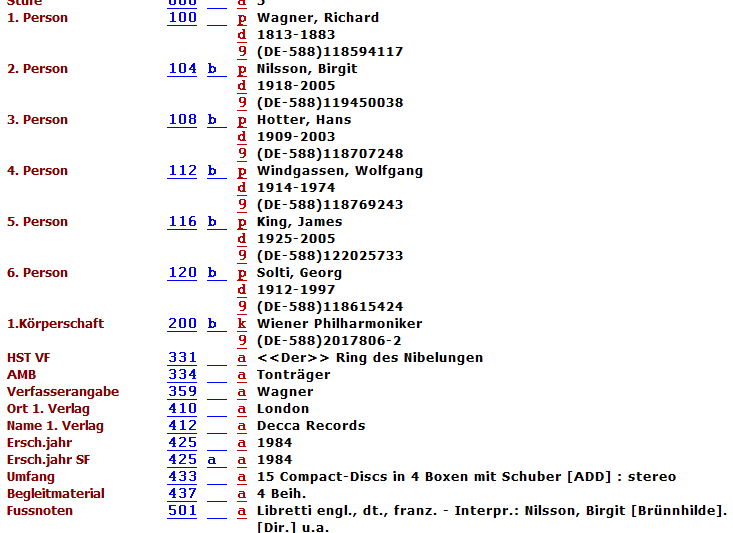 Stufe 000 a 5
1. Person 100 p Wagner, Richard
d 1813-1883
9 (DE-588)118594117
2. Person 104 b p Nilsson, Birgit
d 1918-2005
9 (DE-588)119450038
3. Person 108 b p Hotter, Hans
d 1909-2003
9 (DE-588)118707248
4. Person 112 b p Windgassen, Wolfgang
d 1914-1974
9 (DE-588)118769243
5. Person 116 b p King, James
d 1925-2005
9 (DE-588)122025733
6. Person 120 b p Solti, Georg
d 1912-1997
9 (DE-588)118615424
1.Körperschaft 200 b k Wiener Philharmoniker
9 (DE-588)2017806-2
HST VF 331 a <<Der>> Ring des Nibelungen
AMB 334 a Tonträger
Verfasserangabe 359 a Wagner
Ort 1. Verlag 410 a London
Name 1. Verlag 412 a Decca Records
Ersch.jahr 425 a 1984
Ersch.jahr SF 425 a a 1984
Umfang 433 a 15 Compact-Discs in 4 Boxen mit Schuber [ADD] : stereo
Begleitmaterial 437 a 4 Beih.
Fussnoten 501 a Libretti engl., dt., franz. - Interpr.: Nilsson, Birgit [Brünnhilde].
[Dir.] u.a.